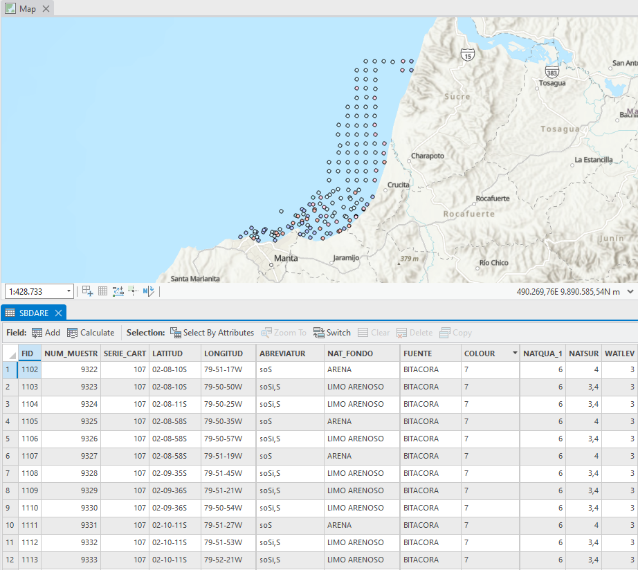 Map
15
San Anto
383
Tosagua
Sucre
Ma
Bachi
Tosagua
Charapoto
La Estancilla
Crucita
Rocafuerte
Rocafuerte
Junin
Manta
Jaramijo
379 m
Río Chico
Santa Marianita
1:428.733
490.269,76E 9.890.585,54N m
SBDARE
Field: Add Calculate Selection: Select By Attributes Zoom To Switch Clear Delete Copy
FID NUM_MUESTR SERIE_CART LATITUD LONGITUD ABREVIATUR NAT_FONDO FUENTE COLOUR NATQUA_1 NATSUR WATLEV
1 1102 9322 107 02-08-10S 79-51-17W soS ARENA BITACORA 7 6 4 3
2 1103 9323 107 02-08-10S 79-50-50W soSi,S LIMO ARENOSO BITACORA 7 6 3,4 3
3 1104 9324 107 02-08-11S 79-50-25W soSi,S LIMO ARENOSO BITACORA 7 6 3,4 3
4 1105 9325 107 02-08-58S 79-50-35W soS ARENA BITACORA 7 6 4 3
5 1106 9326 107 02-08-58S 79-50-57W soSi,S LIMO ARENOSO BITACORA 7 6 3,4 3
6 1107 9327 107 02-08-58S 79-51-19W soS ARENA BITACORA 7 6 4 3
7 1108 9328 107 02-09-35S 79-51-45W soSi,S LIMO ARENOSO BITACORA 7 6 3,4 3
8 1109 9329 107 02-09-36S 79-51-21W soSi,S LIMO ARENOSO BITACORA 7 6 3,4 3
9 1110 9330 107 02-09-36S 79-50-54W soSi,S LIMO ARENOSO BITACORA 7 6 3,4 3
10 1111 9331 107 02-10-11S 79-51-27W soS ARENA BITACORA 7 6 4 3
11 1112 9332 107 02-10-11S 79-51-53W soSi,S LIMO ARENOSO BITACORA 7 6 3,4 3
12 1113 9333 107 02-10-11S 79-52-21W soSi,S LIMO ARENOSO BITACORA 7 6 3,4 3